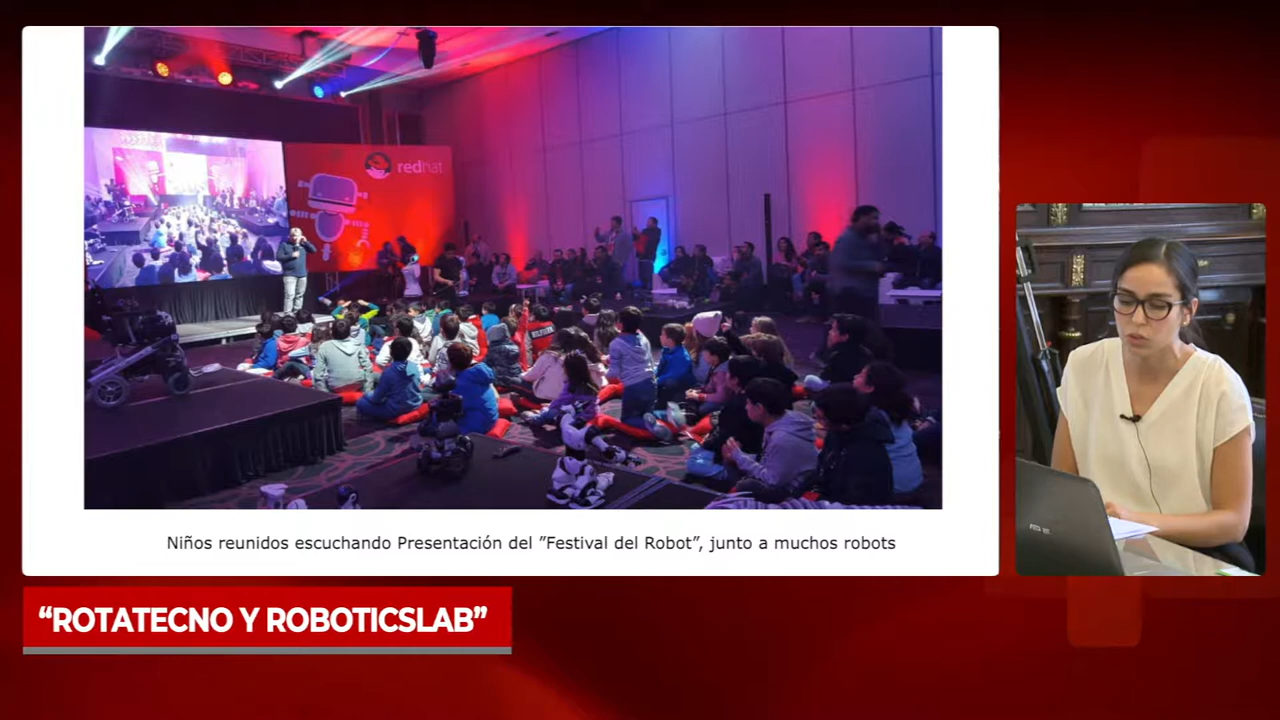 redhat
Niños reunidos escuchando Presentación del ”Festival del Robot”, junto a muchos robots
“ROTATECNO Y ROBOTICSLAB”